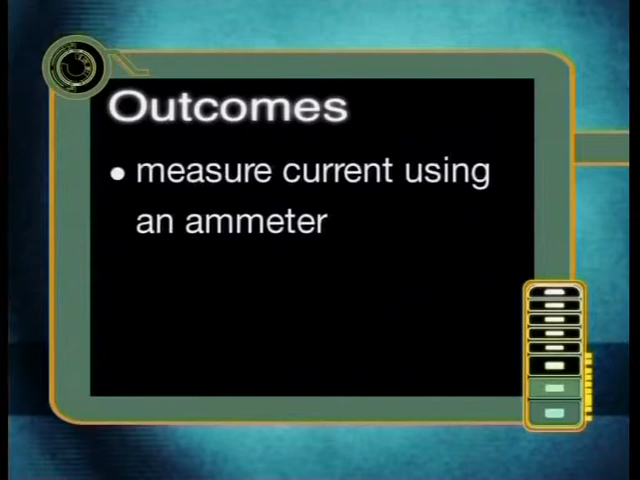 Outcomes
• measure current using
an ammeter